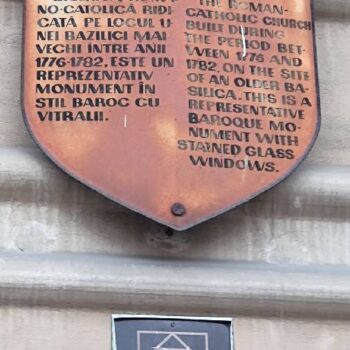 NO-CATOLICĂ RIDI-
CATĂ PE LOCUL U-
NEI BAZILICI MAI
VECHI ÎNTRE ANII
1776-1782, ESTE UN
REPREZENTATIV
MONUMENT ÎN
STIL BAROC CU
VITRALII.
THE ROMAN-
CATHOLIC CHURCH
BUILT DURING
THE PERIOD BET-
WEEN 1776 AND
1782, ON THE SITE
OF AN OLDER BA-
SILICA. THIS IS A
REPRESENTATIVE
BAROQUE MO-
NUMENT WITH
STAINED GLASS
WINDOWS.